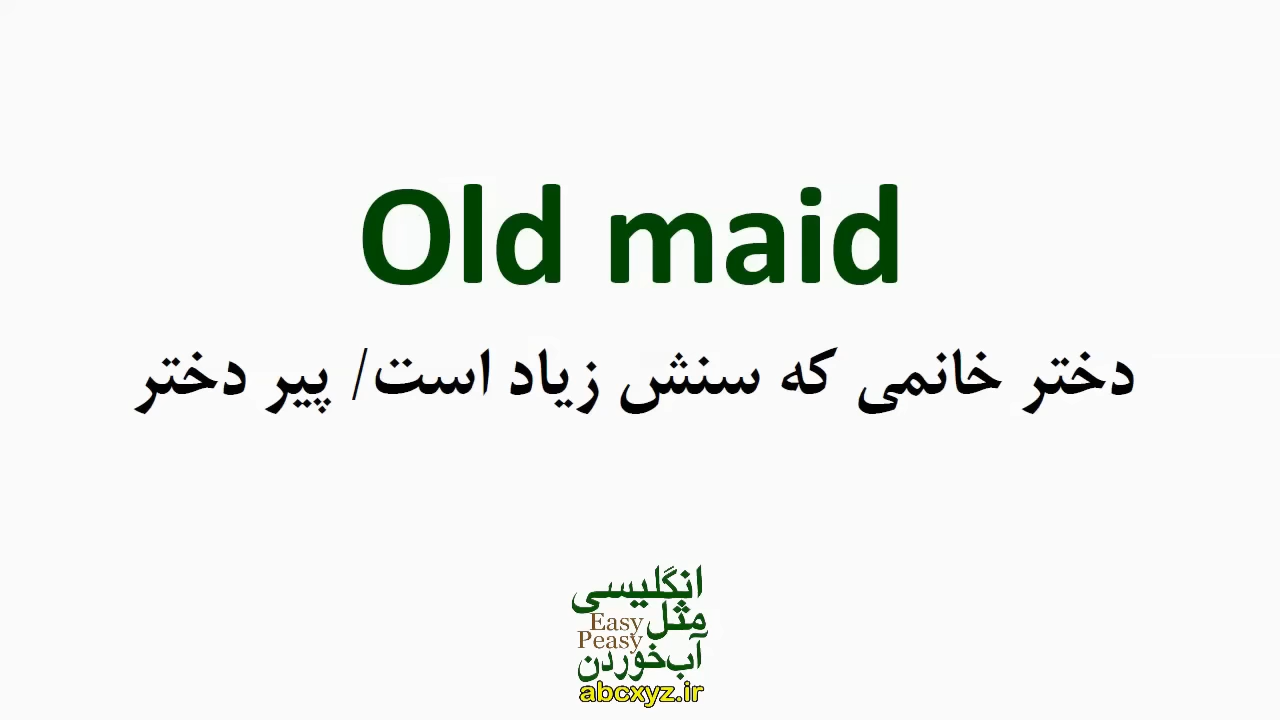 Old maid
دختر خانمی که سنش زیاد است/ پیر دختر
انگلیسی
مثل Easy
Peasy
آب‌خوردن
abcxyz.ir